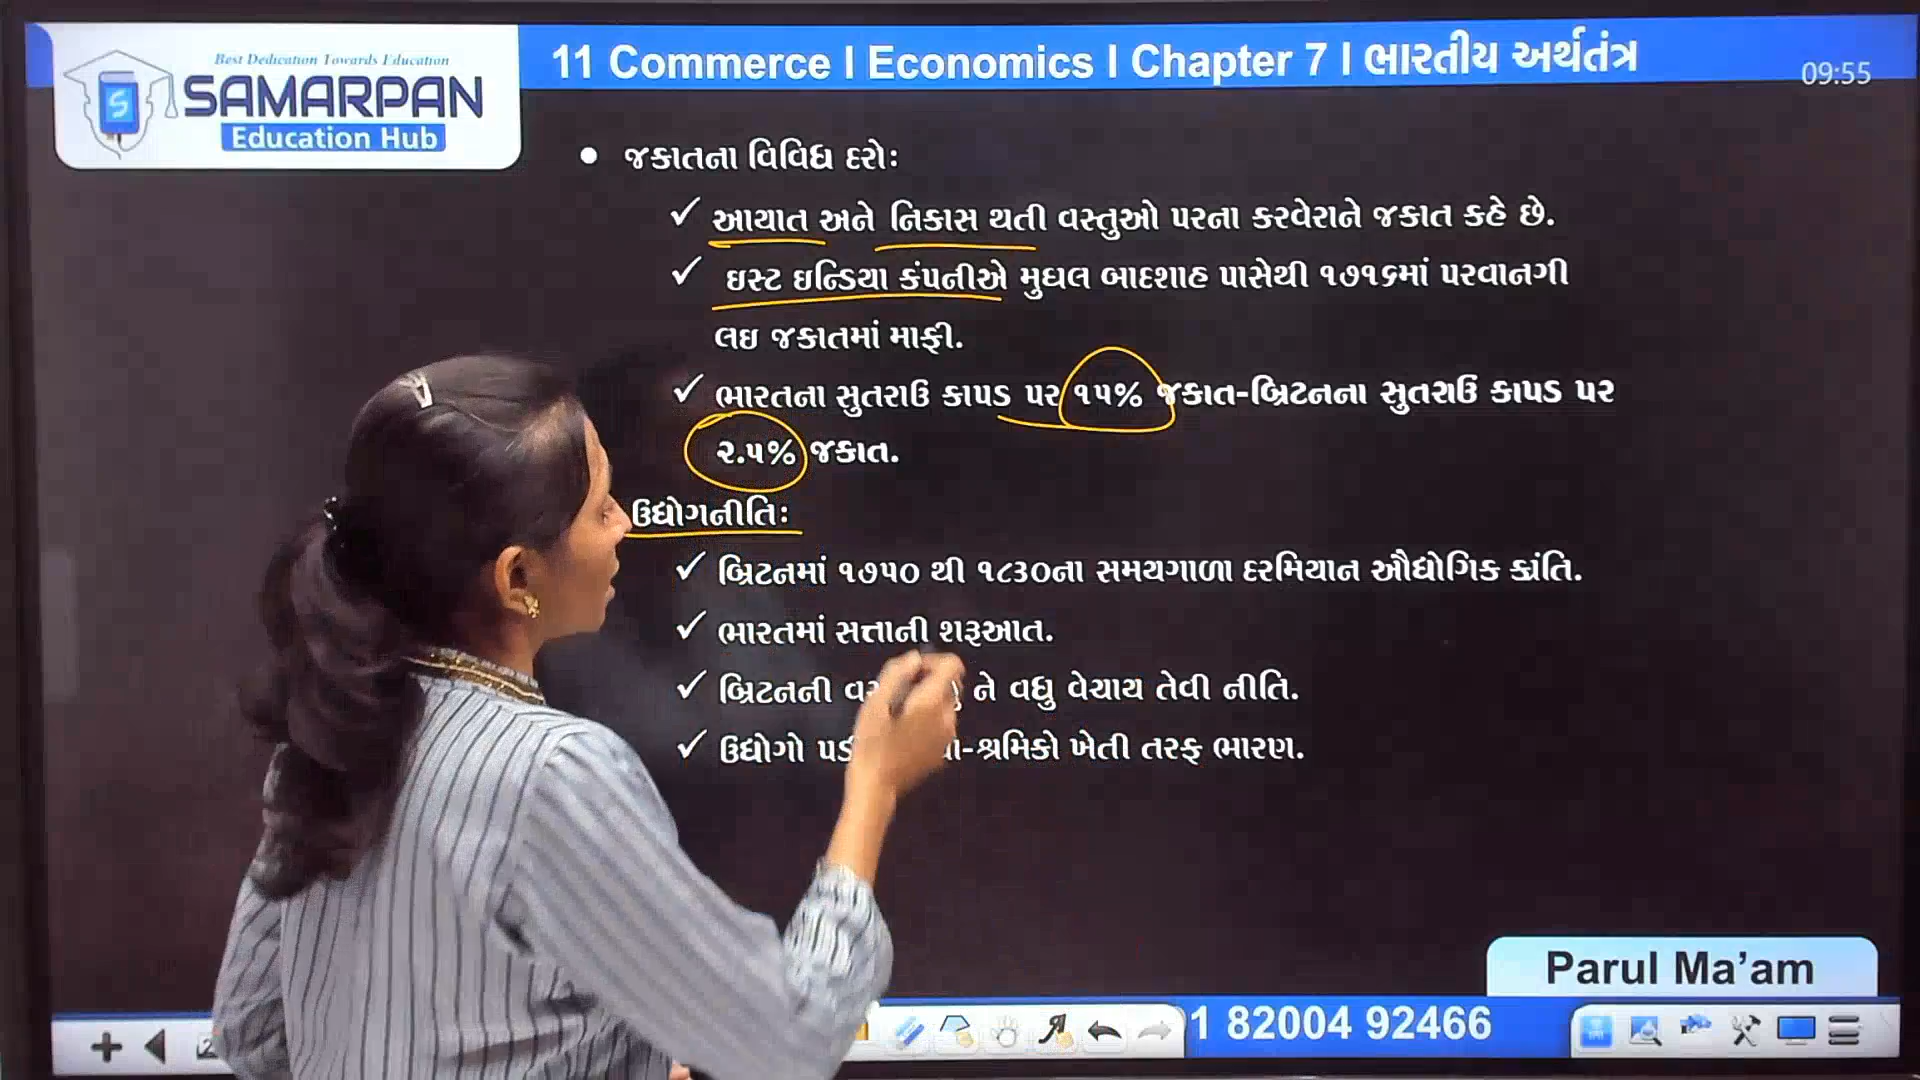 Best Dedication Towards Education
SAMARPAN
Education Hub
11 Commerce I Economics I Chapter 7 I ભારતીય અર્થતંત્ર
09:55
જકાતના વિવિધ દરોઃ
આયાત અને નિકાસ થતી વસ્તુઓ પરના કરવેરાને જકાત કહે છે.
ઇસ્ટ ઇન્ડિયા કંપનીએ મુઘલ બાદશાહ પાસેથી ૧૭૧૬માં પરવાનગી
લઇ જકાતમાં માફી.
ભારતના સુતરાઉ કાપડ પર ૧૫% જકાત-બ્રિટનના સુતરાઉ કાપડ પર
૨.૫% જકાત.
ઉદ્યોગનીતિઃ
બ્રિટનમાં ૧૭૫૦ થી ૧૮૩૦ના સમયગાળા દરમિયાન ઔદ્યોગિક ક્રાંતિ.
ભારતમાં સત્તાની શરૂઆત.
બ્રિટનની ને વધુ વેચાય તેવી નીતિ.
ઉદ્યોગો શ્રમિકો ખેતી તરફ ભારણ.
Parul Ma'am
1 82004 92466